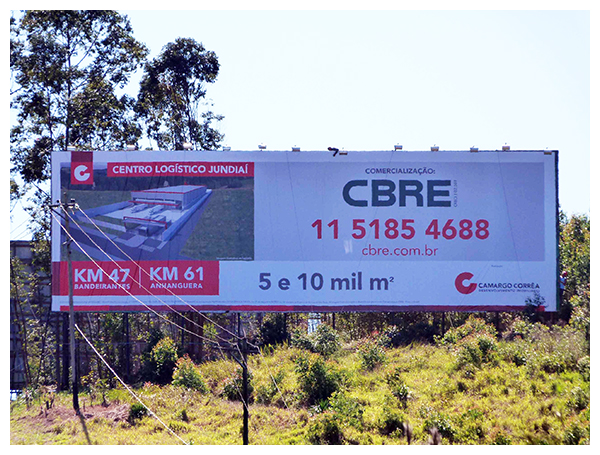 CENTRO LOGÍSTICO JUNDIAÍ
COMERCIALIZAÇÃO:
CBRE
11 5185 4688
cbre.com.br
KM 47 | KM 61
BANDEIRANTES ANHANGUERA
5 e 10 mil m²
CAMARGO CORRÊA